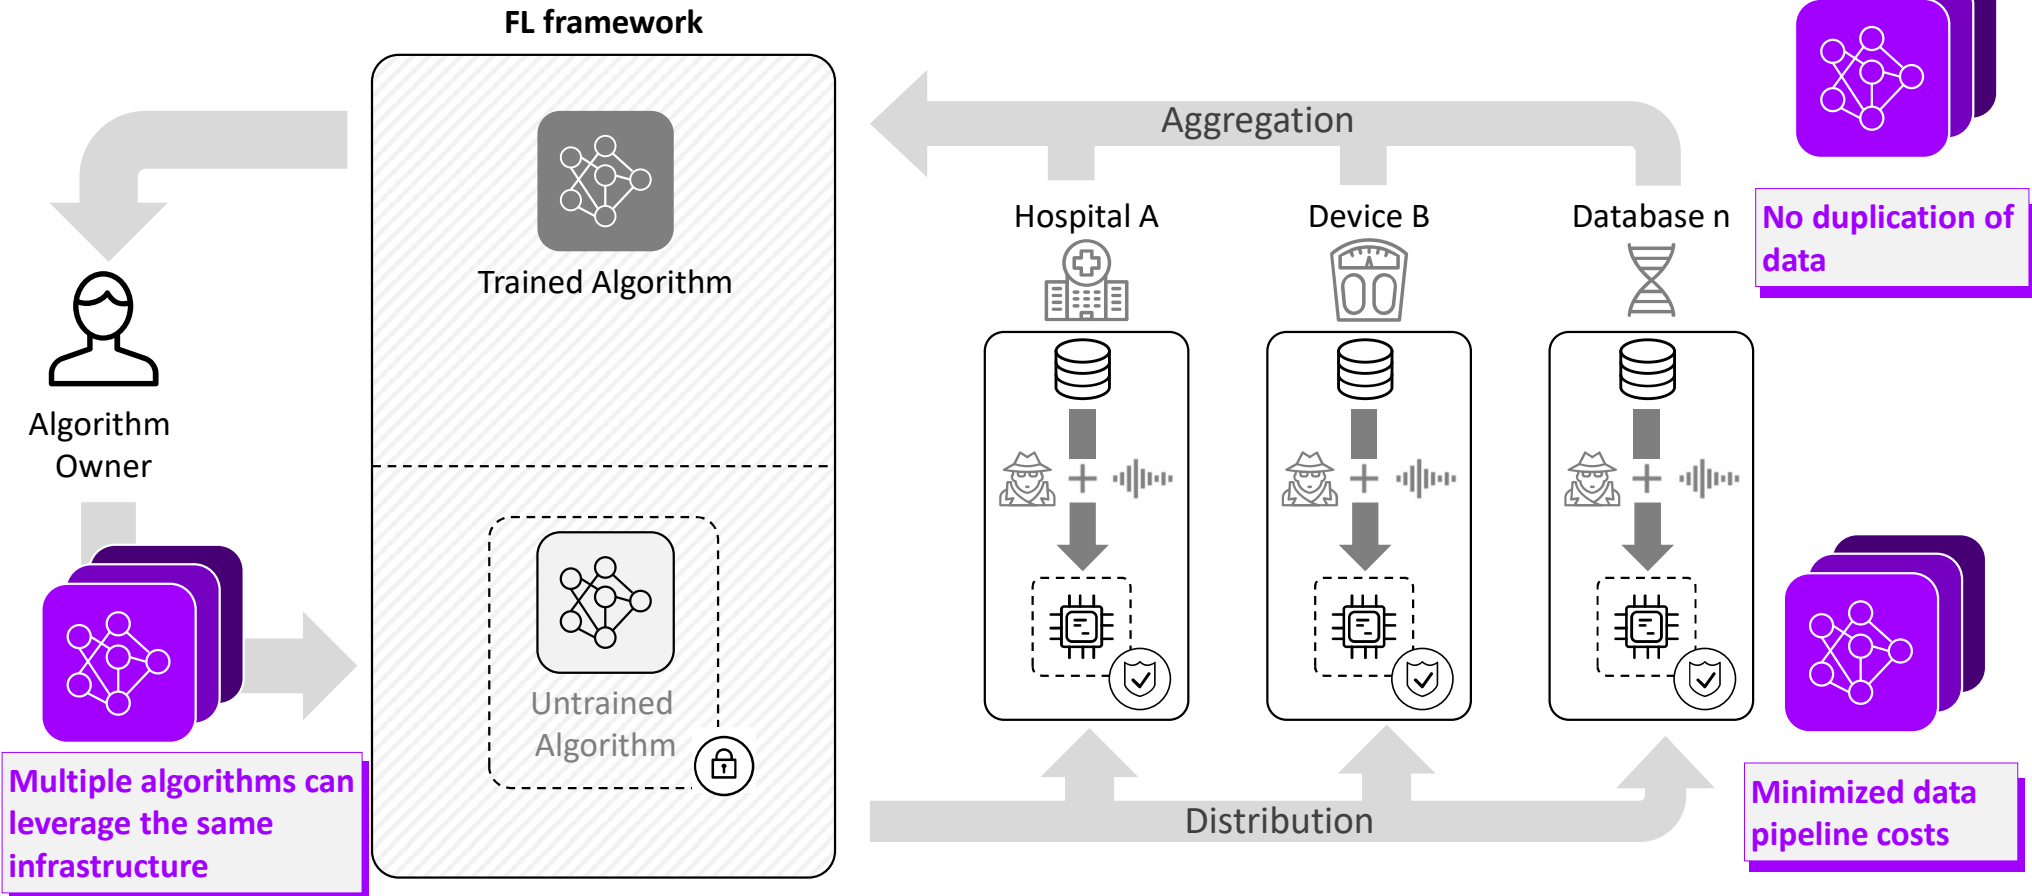 FL framework
Aggregation
Hospital A
Device B
Database n
No duplication of
data
Trained Algorithm
Algorithm
Owner
Untrained
Algorithm
Multiple algorithms can
leverage the same
infrastructure
Distribution
Minimized data
pipeline costs